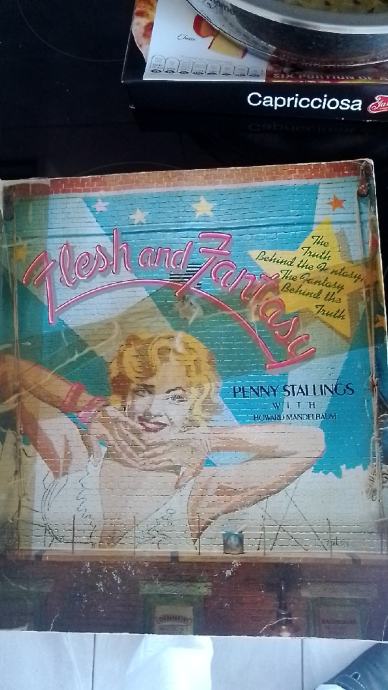 Capricciosa
Flesh and Fantasy
The
Truth
Behind the Fantasy,
The Fantasy
Behind the
Truth
PENNY STALLINGS
WITH
HOWARD MANDELBAUM